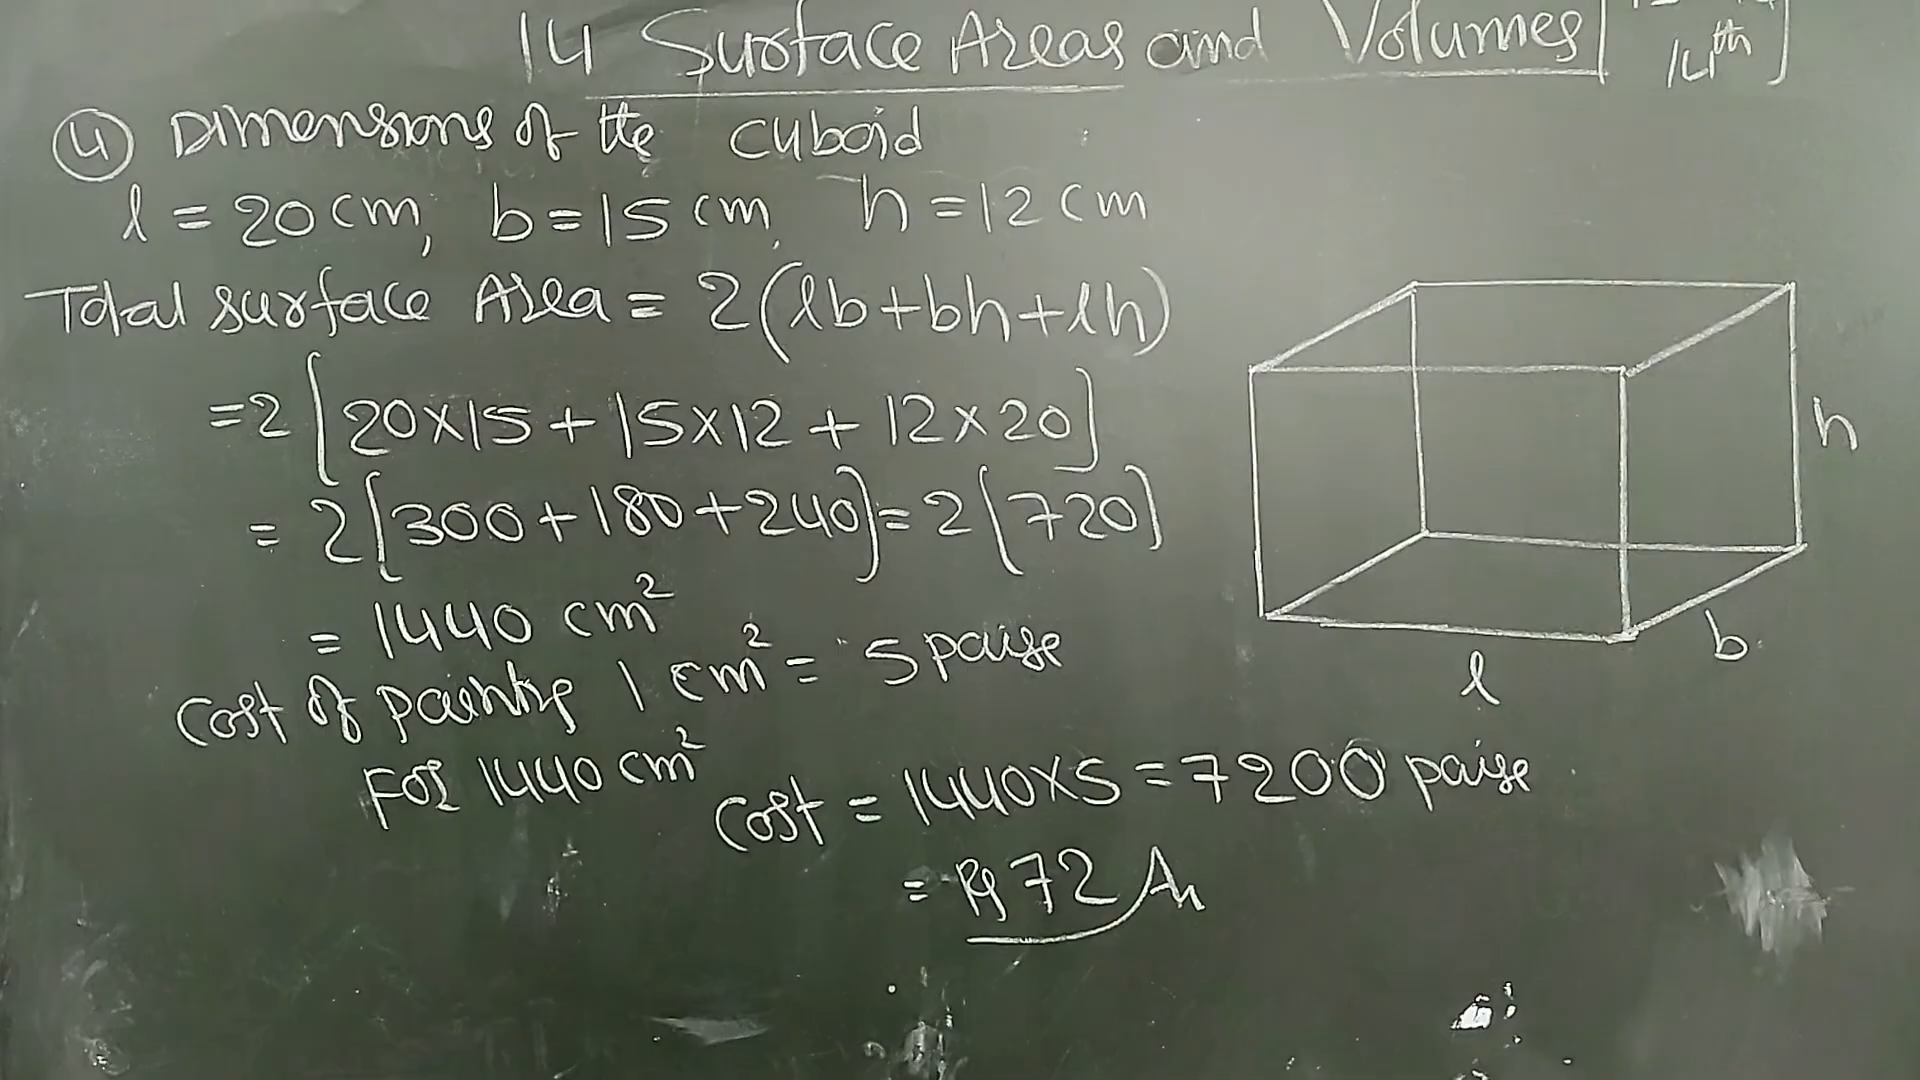 14 Surface Areas and Volumes [
14th ]
(4) Dimensions of the cuboid
l = 20 cm, b = 15 cm, h = 12 cm
Total surface Area = 2(lb+bh+lh)
=2[20×15+15×12+12×20]
= 2[300+180+240]=2[720]
= 1440 cm²
Cost of painting 1 cm² = 5 paise
For 1440 cm²
Cost = 1440×5=7200 paise
= Rs 72 An
h
b
l